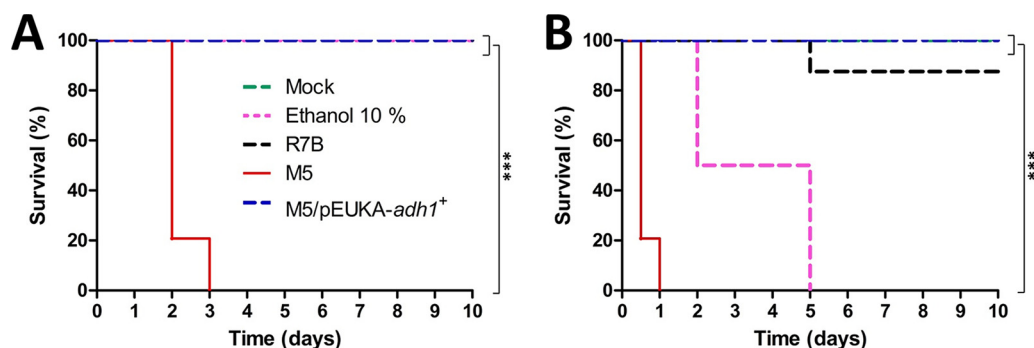 A
B
Survival (%)
100
80
60
40
20
0
0 1 2 3 4 5 6 7 8 9 10
Time (days)
Mock
Ethanol 10 %
R7B
M5
M5/pEUKA-adh1+
***
Survival (%)
100
80
60
40
20
0
0 1 2 3 4 5 6 7 8 9 10
Time (days)
***